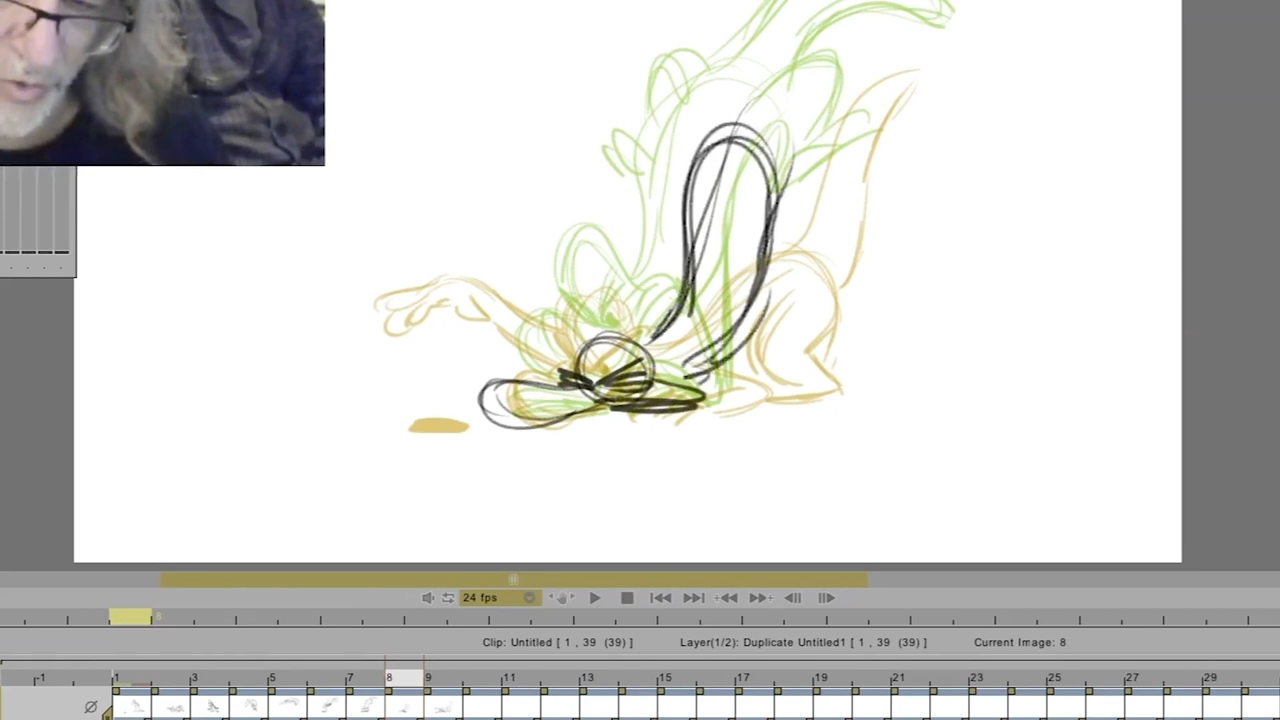 24 fps
8
Clip: Untitled [ 1 , 39 (39) ] Layer(1/2): Duplicate Untitled1 [ 1 , 39 (39) ] Current Image: 8
-1 1 3 5 7 8 9 11 13 15 17 19 21 23 25 27 29